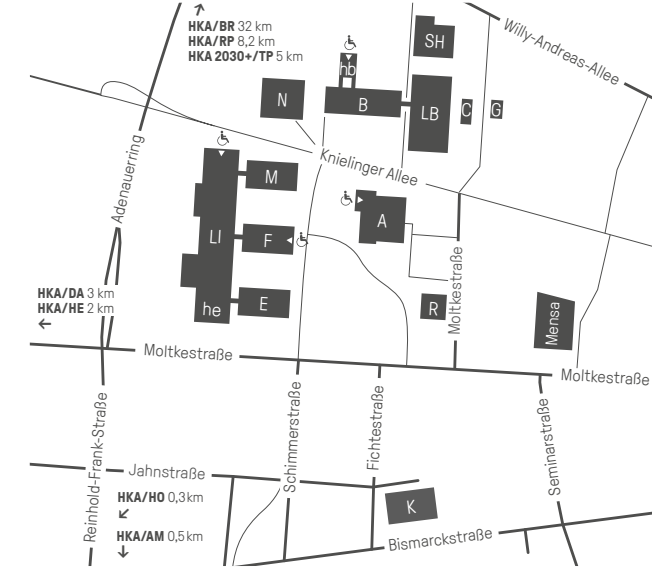 HKA/BR 32 km
HKA/RP 8,2 km
HKA 2030+/TP 5 km
Willy-Andreas-Allee
SH
hb
N
B
LB
C
G
Knielinger Allee
Adenauerring
M
A
LI
F
HKA/DA 3 km
HKA/HE 2 km
he
E
R
Moltkestraße
Mensa
Moltkestraße
Moltkestraße
Reinhold-Frank-Straße
Schimmerstraße
Fichtestraße
Seminarstraße
Jahnstraße
HKA/HO 0,3 km
K
HKA/AM 0,5 km
Bismarckstraße